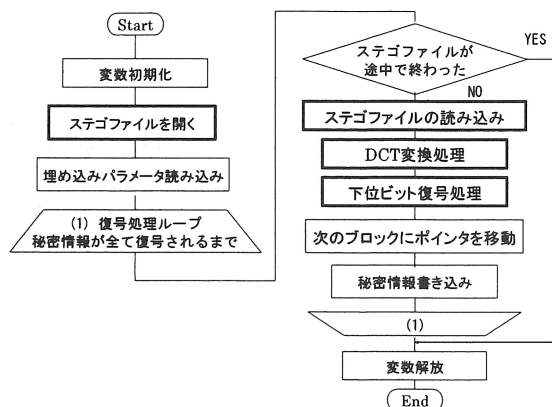 Start
変数初期化
ステゴファイルを開く
埋め込みパラメータ読み込み
(1) 復号処理ループ
秘密情報が全て復号されるまで
ステゴファイルが
途中で終わった
YES
NO
ステゴファイルの読み込み
DCT変換処理
下位ビット復号処理
次のブロックにポインタを移動
秘密情報書き込み
(1)
変数解放
End